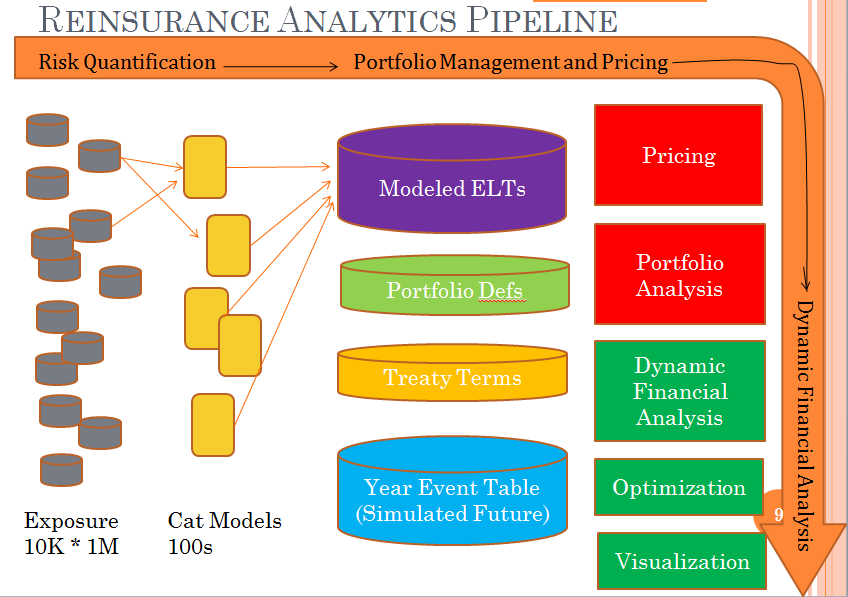 REINSURANCE ANALYTICS PIPELINE
Risk Quantification
Portfolio Management and Pricing
Modeled ELTs
Portfolio Defs
Treaty Terms
Year Event Table
(Simulated Future)
Pricing
Portfolio
Analysis
Dynamic
Financial
Analysis
Optimization
Visualization
Dynamic Financial Analysis
9
Exposure
10K * 1M
Cat Models
100s